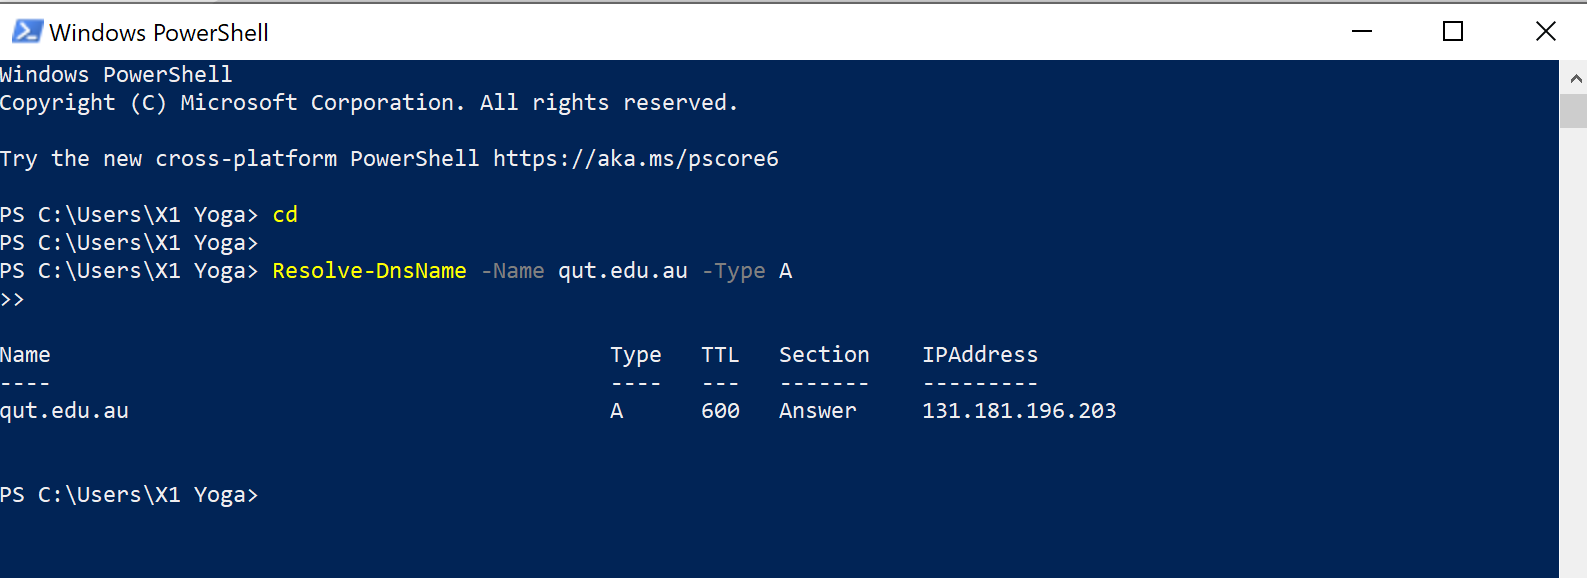 Windows PowerShell
Windows PowerShell
Copyright (C) Microsoft Corporation. All rights reserved.
Try the new cross-platform PowerShell https://aka.ms/pscore6
PS C:\Users\X1 Yoga> cd
PS C:\Users\X1 Yoga>
PS C:\Users\X1 Yoga> Resolve-DnsName -Name qut.edu.au -Type A
>>
Name Type TTL Section IPAddress
---- ---- --- ------- ---------
qut.edu.au A 600 Answer 131.181.196.203
PS C:\Users\X1 Yoga>